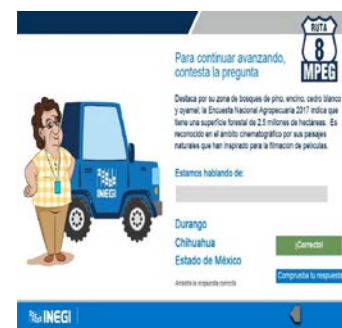 RUTA
8
MPEG
Para continuar avanzando,
contesta la pregunta
Destaca por su zona de bosques de pino, encino, cedro blanco
y oyamel; la Encuesta Nacional Agropecuaria 2017 indica que
tiene una superficie forestal de 2.5 millones de hectáreas. Es
reconocido en el ámbito cinematográfico por sus paisajes
naturales que han inspirado para la filmación de películas.
Estamos hablando de:
INEGI
Durango
Chihuahua
Estado de México
¡Correcto!
Comprueba tu respuesta
Arrastra la respuesta correcta
INEGI